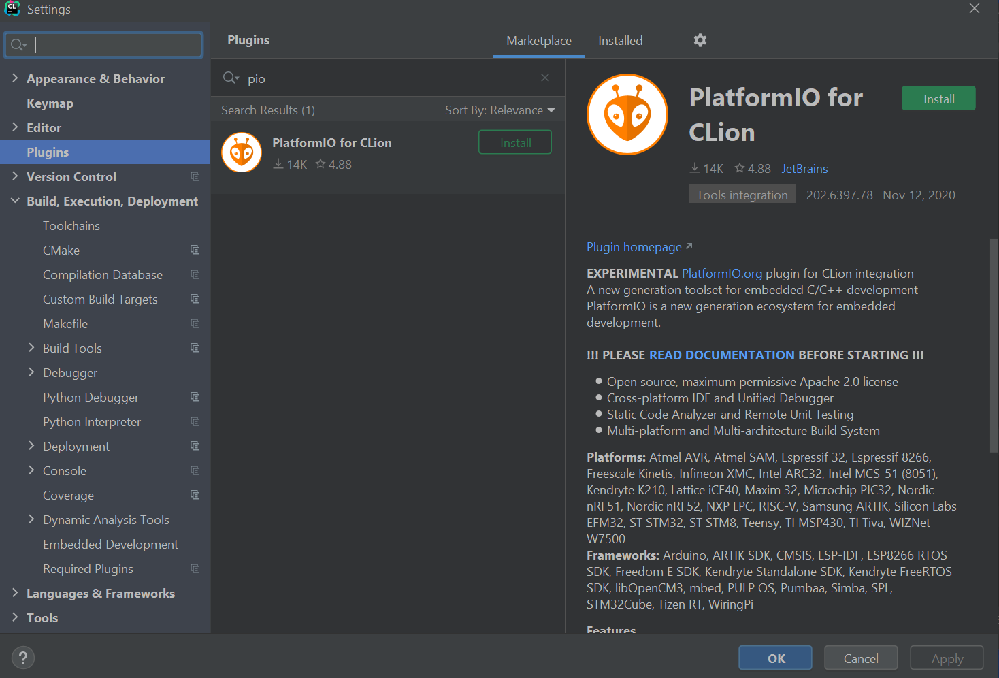 CL
Settings
Appearance & Behavior
Keymap
Editor
Plugins
Version Control
Build, Execution, Deployment
Toolchains
CMake
Compilation Database
Custom Build Targets
Makefile
Build Tools
Debugger
Python Debugger
Python Interpreter
Deployment
Console
Coverage
Dynamic Analysis Tools
Embedded Development
Required Plugins
Languages & Frameworks
Tools
?
Plugins
Marketplace
Installed
pio
Search Results (1)
Sort By: Relevance
PlatformIO for CLion
14K
4.88
Install
PlatformIO for
CLion
Install
14K
4.88
JetBrains
Tools integration
202.6397.78
Nov 12, 2020
Plugin homepage
EXPERIMENTAL PlatformIO.org plugin for CLion integration
A new generation toolset for embedded C/C++ development
PlatformIO is a new generation ecosystem for embedded
development.
!!! PLEASE READ DOCUMENTATION BEFORE STARTING !!!
Open source, maximum permissive Apache 2.0 license
Cross-platform IDE and Unified Debugger
Static Code Analyzer and Remote Unit Testing
Multi-platform and Multi-architecture Build System
Platforms: Atmel AVR, Atmel SAM, Espressif 32, Espressif 8266,
Freescale Kinetis, Infineon XMC, Intel ARC32, Intel MCS-51 (8051),
Kendryte K210, Lattice iCE40, Maxim 32, Microchip PIC32, Nordic
nRF51, Nordic nRF52, NXP LPC, RISC-V, Samsung ARTIK, Silicon Labs
EFM32, ST STM32, ST STM8, Teensy, TI MSP430, TI Tiva, WIZNet
W7500
Frameworks: Arduino, ARTIK SDK, CMSIS, ESP-IDF, ESP8266 RTOS
SDK, Freedom E SDK, Kendryte Standalone SDK, Kendryte FreeRTOS
SDK, libOpenCM3, mbed, PULP OS, Pumbaa, Simba, SPL,
STM32Cube, Tizen RT, WiringPi
Features
OK
Cancel
Apply